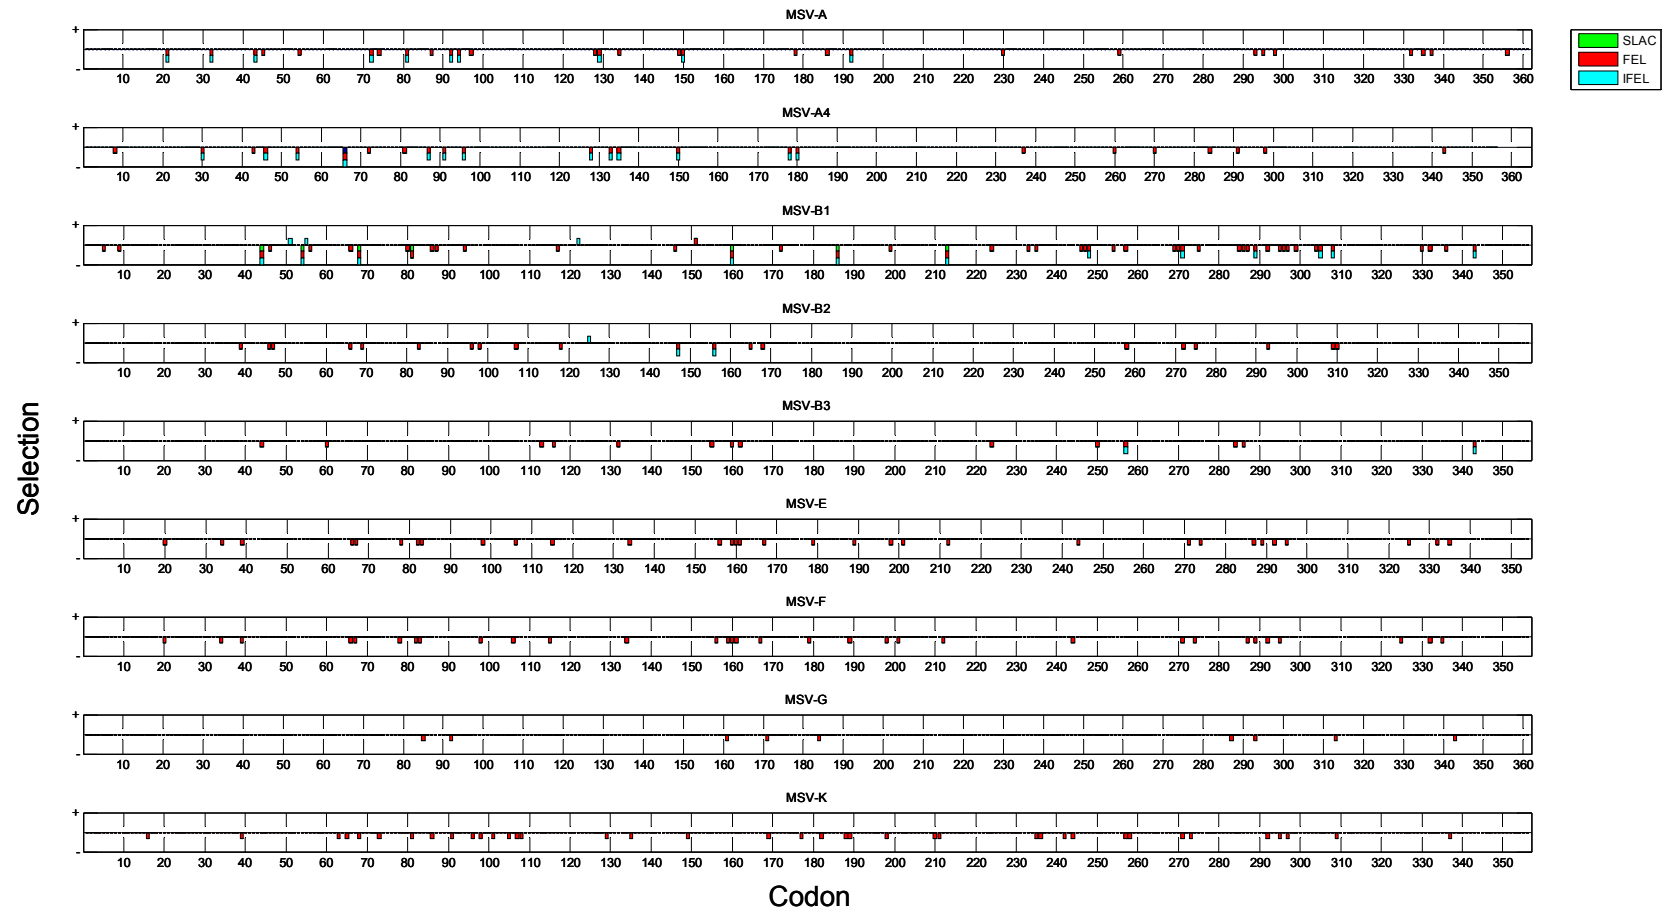 MSV-A
+
-
10 20 30 40 50 60 70 80 90 100 110 120 130 140 150 160 170 180 190 200 210 220 230 240 250 260 270 280 290 300 310 320 330 340 350 360
SLAC
FEL
IFEL
MSV-A4
+
-
10 20 30 40 50 60 70 80 90 100 110 120 130 140 150 160 170 180 190 200 210 220 230 240 250 260 270 280 290 300 310 320 330 340 350 360
MSV-B1
+
-
10 20 30 40 50 60 70 80 90 100 110 120 130 140 150 160 170 180 190 200 210 220 230 240 250 260 270 280 290 300 310 320 330 340 350
MSV-B2
+
-
10 20 30 40 50 60 70 80 90 100 110 120 130 140 150 160 170 180 190 200 210 220 230 240 250 260 270 280 290 300 310 320 330 340 350
MSV-B3
+
-
10 20 30 40 50 60 70 80 90 100 110 120 130 140 150 160 170 180 190 200 210 220 230 240 250 260 270 280 290 300 310 320 330 340 350
Selection
MSV-E
+
-
10 20 30 40 50 60 70 80 90 100 110 120 130 140 150 160 170 180 190 200 210 220 230 240 250 260 270 280 290 300 310 320 330 340 350
MSV-F
+
-
10 20 30 40 50 60 70 80 90 100 110 120 130 140 150 160 170 180 190 200 210 220 230 240 250 260 270 280 290 300 310 320 330 340 350
MSV-G
+
-
10 20 30 40 50 60 70 80 90 100 110 120 130 140 150 160 170 180 190 200 210 220 230 240 250 260 270 280 290 300 310 320 330 340 350 360
MSV-K
+
-
10 20 30 40 50 60 70 80 90 100 110 120 130 140 150 160 170 180 190 200 210 220 230 240 250 260 270 280 290 300 310 320 330 340 350
Codon